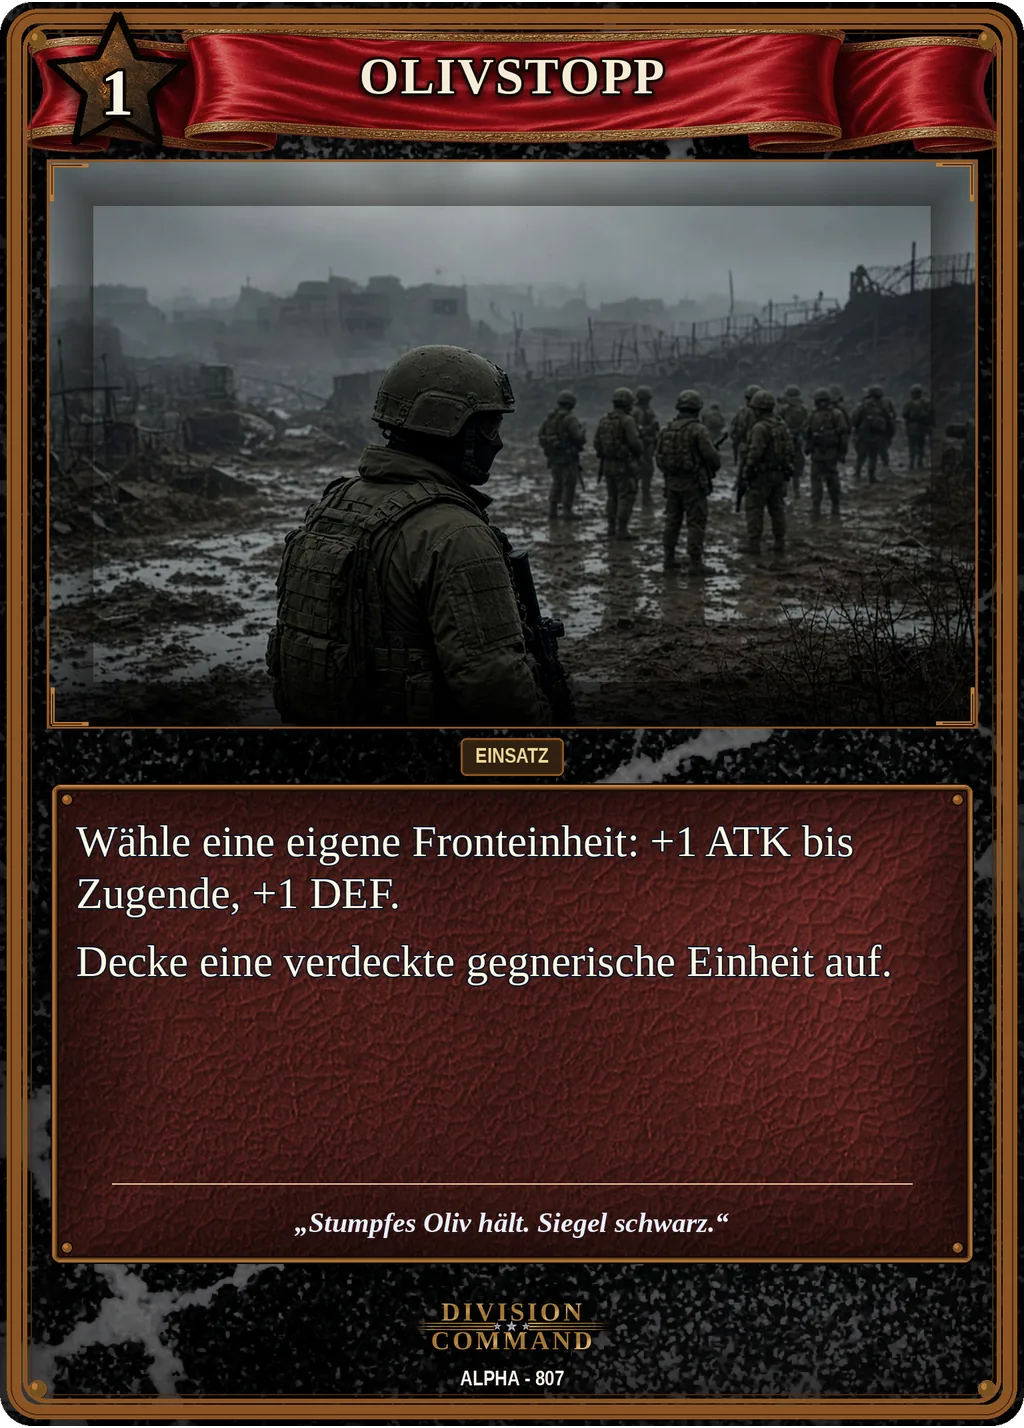 1
OLIVSTOPP
EINSATZ
Wähle eine eigene Fronteinheit: +1 ATK bis
Zugende, +1 DEF.
Decke eine verdeckte gegnerische Einheit auf.
„Stumpfes Oliv hält. Siegel schwarz.“
DIVISION
COMMAND
ALPHA - 807